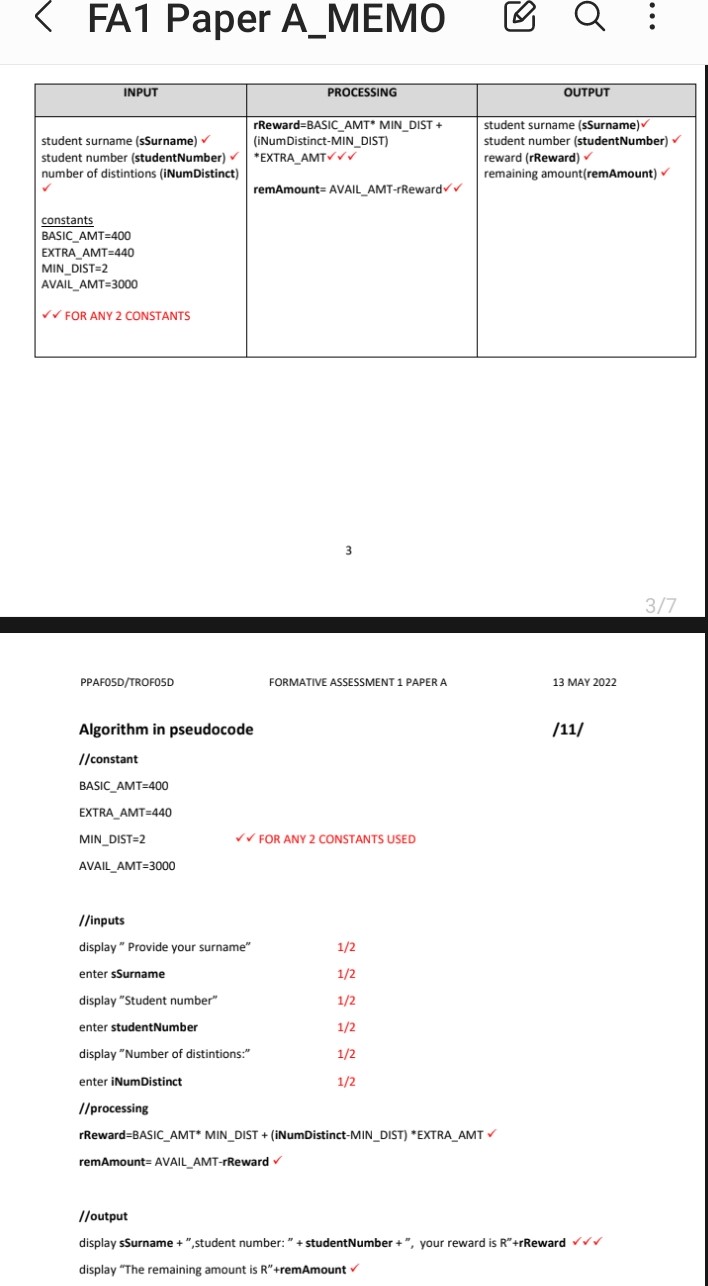 FA1 Paper A_MEMO
INPUT PROCESSING OUTPUT
student surname (sSurname) ✓
student number (studentNumber) ✓
number of distintions (iNumDistinct)
✓
constants
BASIC_AMT=400
EXTRA_AMT=440
MIN_DIST=2
AVAIL_AMT=3000
✓✓ FOR ANY 2 CONSTANTS
rReward=BASIC_AMT* MIN_DIST +
(iNumDistinct-MIN_DIST)
*EXTRA_AMT✓✓✓
remAmount= AVAIL_AMT-rReward✓✓
student surname (sSurname)✓
student number (studentNumber) ✓
reward (rReward) ✓
remaining amount(remAmount) ✓
3
3/7
PPAF05D/TROF05D FORMATIVE ASSESSMENT 1 PAPER A 13 MAY 2022
Algorithm in pseudocode /11/
//constant
BASIC_AMT=400
EXTRA_AMT=440
MIN_DIST=2 ✓✓ FOR ANY 2 CONSTANTS USED
AVAIL_AMT=3000
//inputs
display ” Provide your surname” 1/2
enter sSurname 1/2
display ”Student number” 1/2
enter studentNumber 1/2
display ”Number of distintions:” 1/2
enter iNumDistinct 1/2
//processing
rReward=BASIC_AMT* MIN_DIST + (iNumDistinct-MIN_DIST) *EXTRA_AMT ✓
remAmount= AVAIL_AMT-rReward ✓
//output
display sSurname + ”,student number: ” + studentNumber + ”, your reward is R”+rReward ✓✓✓
display “The remaining amount is R”+remAmount ✓